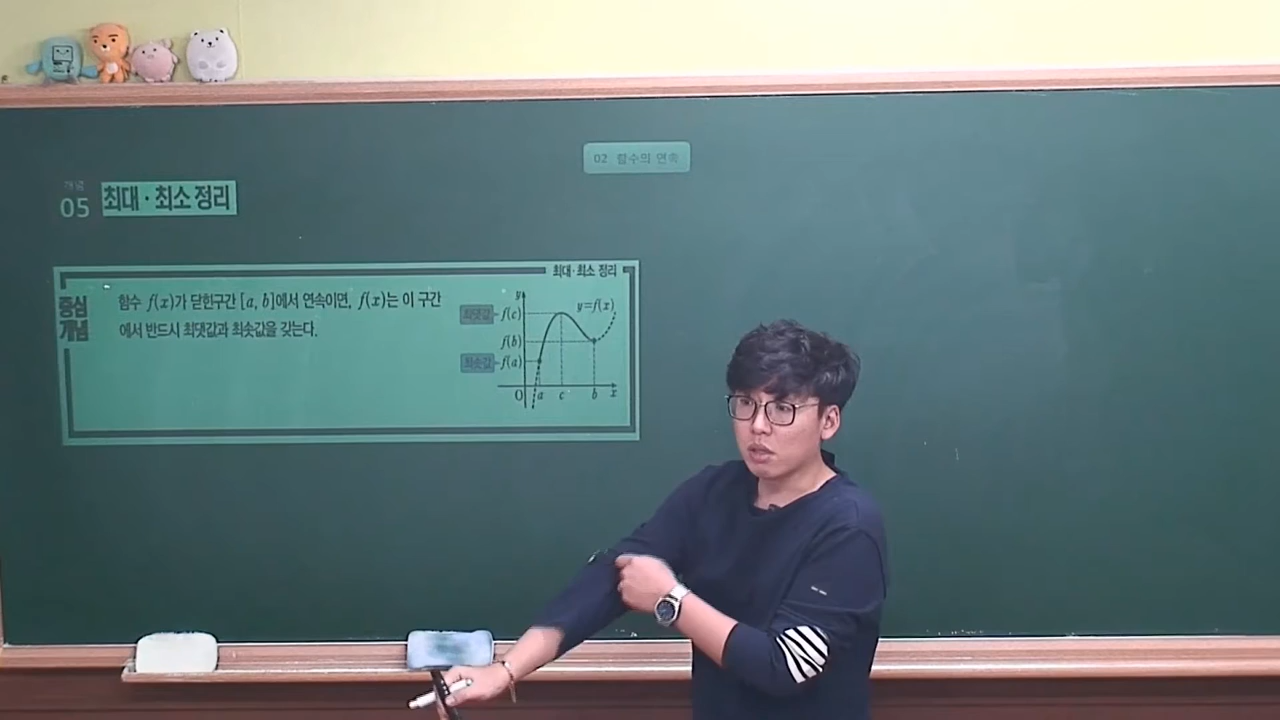 02 함수의 연속
개념
05 최대·최소 정리
최대·최소 정리
중심
개념
함수 f(x)가 닫힌구간 [a, b]에서 연속이면, f(x)는 이 구간
에서 반드시 최댓값과 최솟값을 갖는다.
y
y=f(x)
최댓값 f(c)
f(b)
최솟값 f(a)
O a c b x